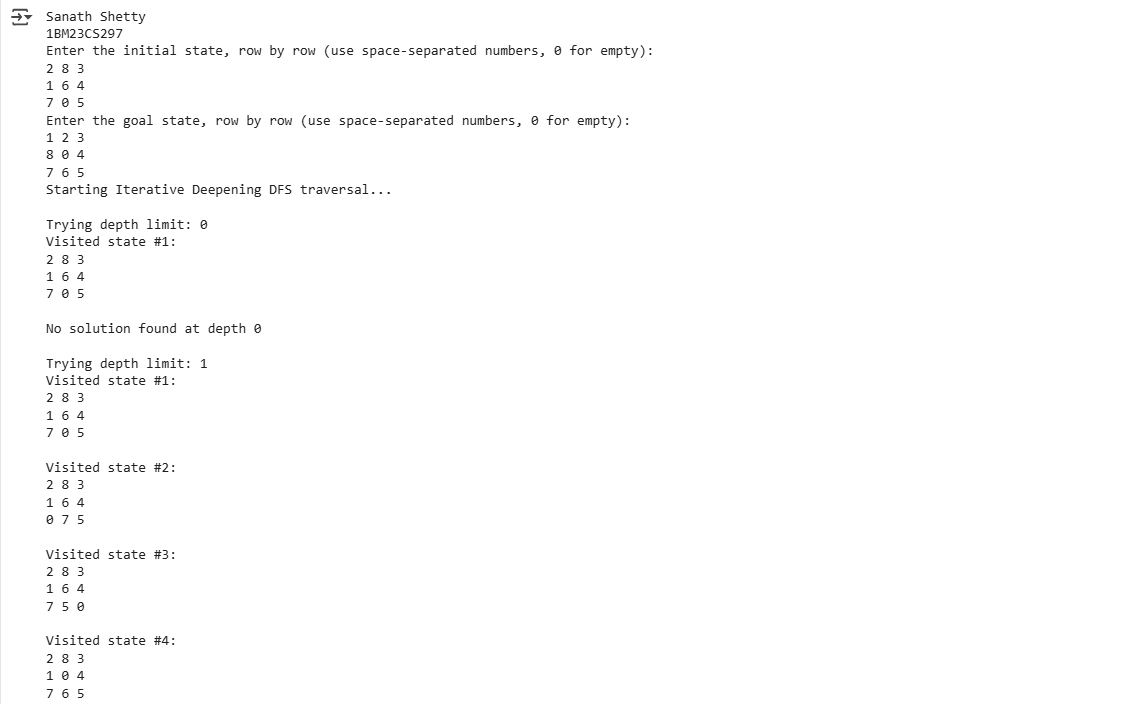 Sanath Shetty
1BM23CS297
Enter the initial state, row by row (use space-separated numbers, 0 for empty):
2 8 3
1 6 4
7 0 5
Enter the goal state, row by row (use space-separated numbers, 0 for empty):
1 2 3
8 0 4
7 6 5
Starting Iterative Deepening DFS traversal...
Trying depth limit: 0
Visited state #1:
2 8 3
1 6 4
7 0 5
No solution found at depth 0
Trying depth limit: 1
Visited state #1:
2 8 3
1 6 4
7 0 5
Visited state #2:
2 8 3
1 6 4
0 7 5
Visited state #3:
2 8 3
1 6 4
7 5 0
Visited state #4:
2 8 3
1 0 4
7 6 5